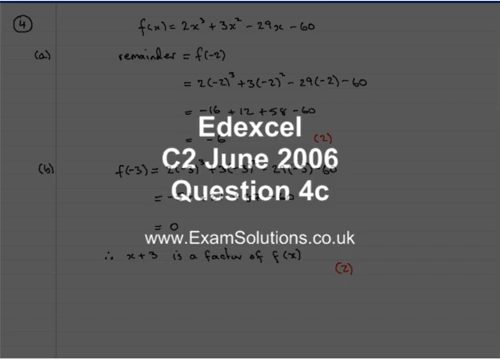 4 f(x) = 2x³ + 3x² - 29x - 60
(a) remainder = f(-2)
= 2(-2)³ + 3(-2)² - 29(-2) - 60
= -16 + 12 + 58 - 60
= -6 (2)
Edexcel
C2 June 2006
(b) f(-3) =
Question 4c
= 0
www.ExamSolutions.co.uk
∴ x+3 is a factor of f(x)
(2)